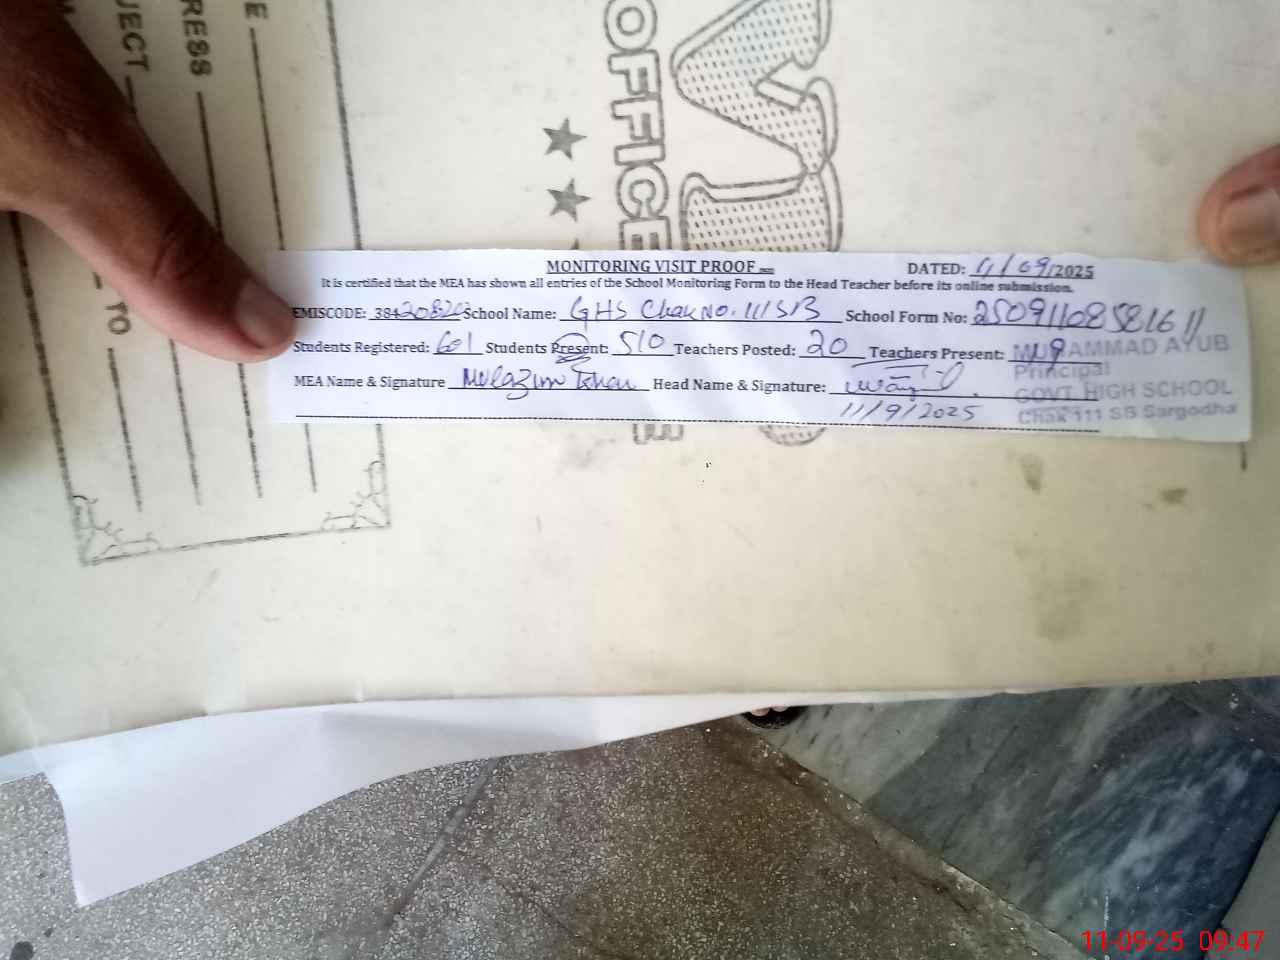 MONITORING VISIT PROOF DATED: 11/09/2025
It is certified that the MEA has shown all entries of the School Monitoring Form to the Head Teacher before its online submission.
EMISCODE: 38420820 School Name: GHS Chak No. 111 SB School Form No:
Students Registered: 601 Students Present: 510 Teachers Posted: 20 Teachers Present:
MEA Name & Signature Mulazim Khan Head Name & Signature:
11/9/2025
MUHAMMAD AYUB
Principal
GOVT HIGH SCHOOL
Chak 111 SB Sargodha
OFFICE
TO
11-09-25 09:47